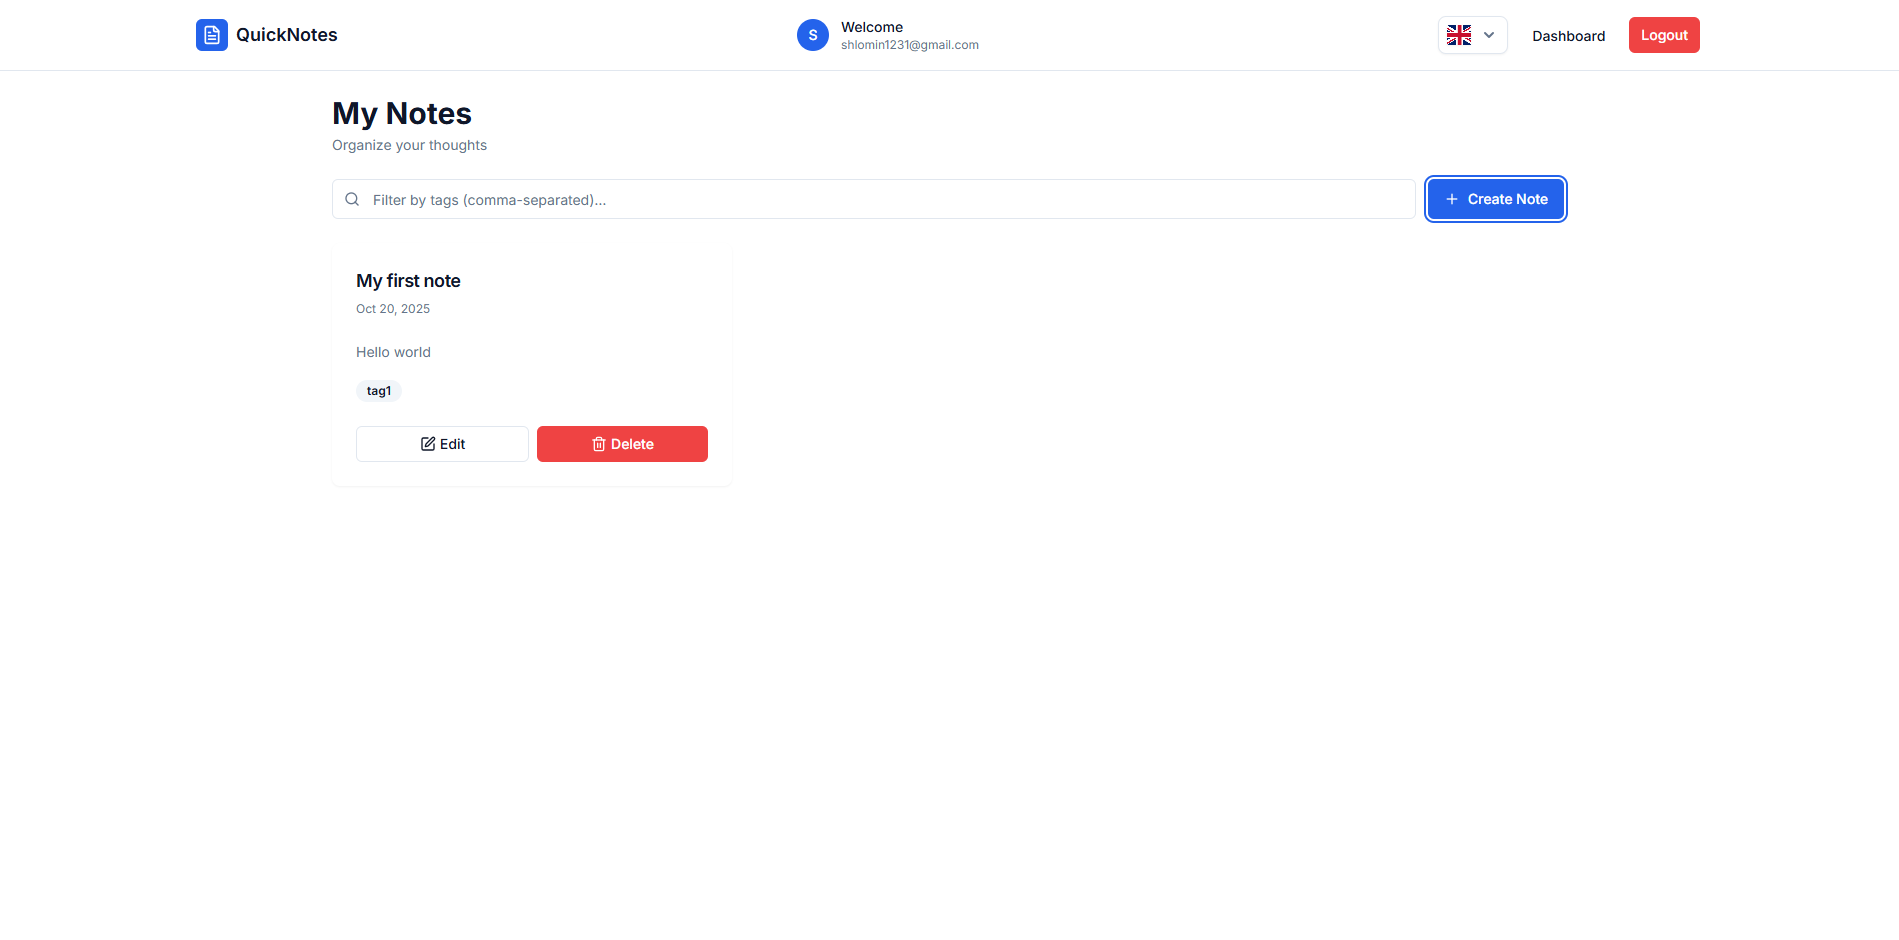 QuickNotes
S
Welcome
shlomin1231@gmail.com
Dashboard
Logout
My Notes
Organize your thoughts
Filter by tags (comma-separated)...
Create Note
My first note
Oct 20, 2025
Hello world
tag1
Edit
Delete